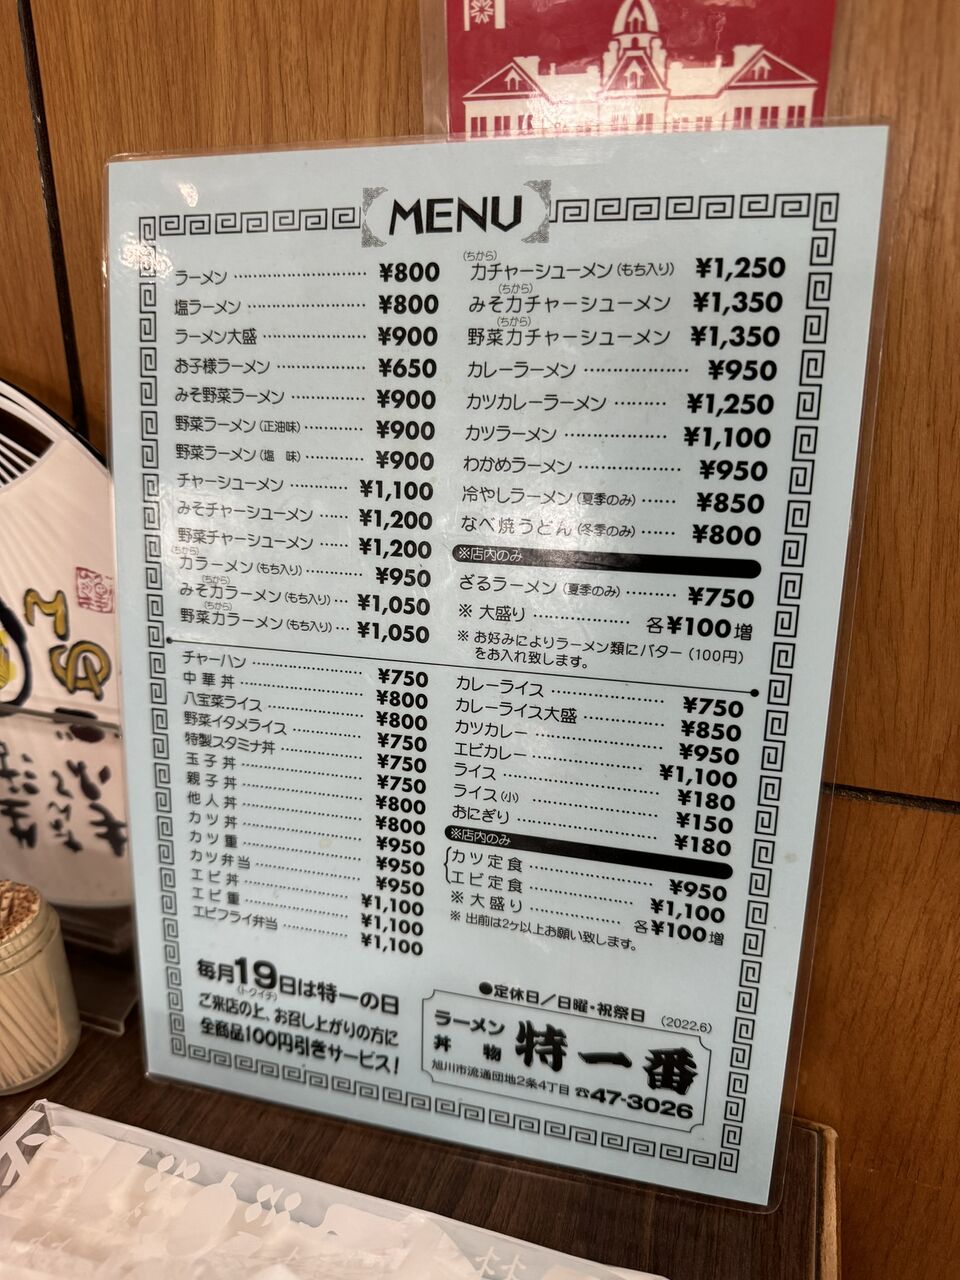 MENU
ラーメン ¥800
塩ラーメン ¥800
ラーメン大盛 ¥900
お子様ラーメン ¥650
みそ野菜ラーメン ¥900
野菜ラーメン(正油味) ¥900
野菜ラーメン(塩 味) ¥900
チャーシューメン ¥1,100
みそチャーシューメン ¥1,200
野菜チャーシューメン ¥1,200
(ちから)
力ラーメン(もち入り) ¥950
(ちから)
みそ力ラーメン(もち入り) ¥1,050
(ちから)
野菜力ラーメン(もち入り) ¥1,050
(ちから)
力チャーシューメン(もち入り) ¥1,250
(ちから)
みそ力チャーシューメン ¥1,350
(ちから)
野菜力チャーシューメン ¥1,350
カレーラーメン ¥950
カツカレーラーメン ¥1,250
カツラーメン ¥1,100
わかめラーメン ¥950
冷やしラーメン(夏季のみ) ¥850
なべ焼うどん(冬季のみ) ¥800
※店内のみ
ざるラーメン(夏季のみ) ¥750
※ 大盛り 各¥100増
※ お好みによりラーメン類にバター(100円)
をお入れ致します。
チャーハン ¥750
中華丼 ¥800
八宝菜ライス ¥800
野菜イタメライス ¥750
特製スタミナ丼 ¥750
玉子丼 ¥750
親子丼 ¥800
他人丼 ¥800
カツ丼 ¥950
カツ重 ¥950
カツ弁当 ¥950
エビ丼 ¥1,100
エビ重 ¥1,100
エビフライ弁当 ¥1,100
カレーライス ¥750
カレーライス大盛 ¥850
カツカレー ¥950
エビカレー ¥1,100
ライス ¥180
ライス(小) ¥150
おにぎり ¥180
※店内のみ
カツ定食 ¥950
エビ定食 ¥1,100
※ 大盛り 各¥100増
※ 出前は2ヶ以上お願い致します。
毎月19日は特一の日
(トクイチ)
ご来店の上、お召し上がりの方に
全商品100円引きサービス!
●定休日/日曜・祝祭日
(2022.6)
ラーメン
丼物
特一番
旭川市流通団地2条4丁目 ☎47-3026